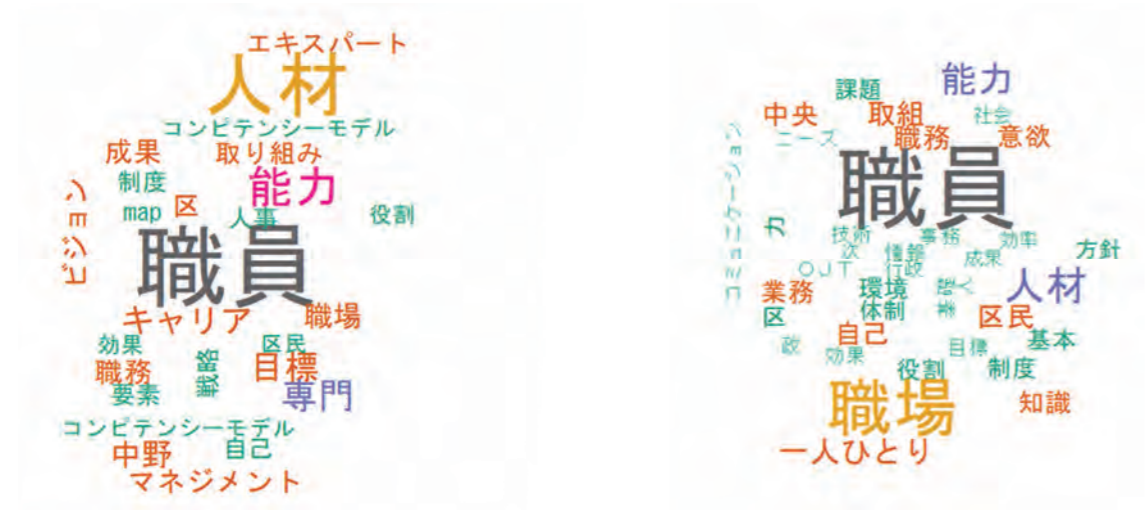 エキスパート
人材
コンピテンシーモデル
成果
取り組み
制度
能力
ビジョン
map
区
人事
役割
職員
キャリア
職場
効果
区民
職務
戦略
目標
要素
専門
コンピテンシーモデル
中野
自己
マネジメント
能力
課題
中央
取組
社会
ニーズ
職務
意欲
コミュニケーション
職員
力
技術
事務
効率
次
情報
方針
成果
OJT
行政
人材
業務
環境
区
体制
区民
自己
基本
政
効果
目標
役割
制度
職場
知識
一人ひとり